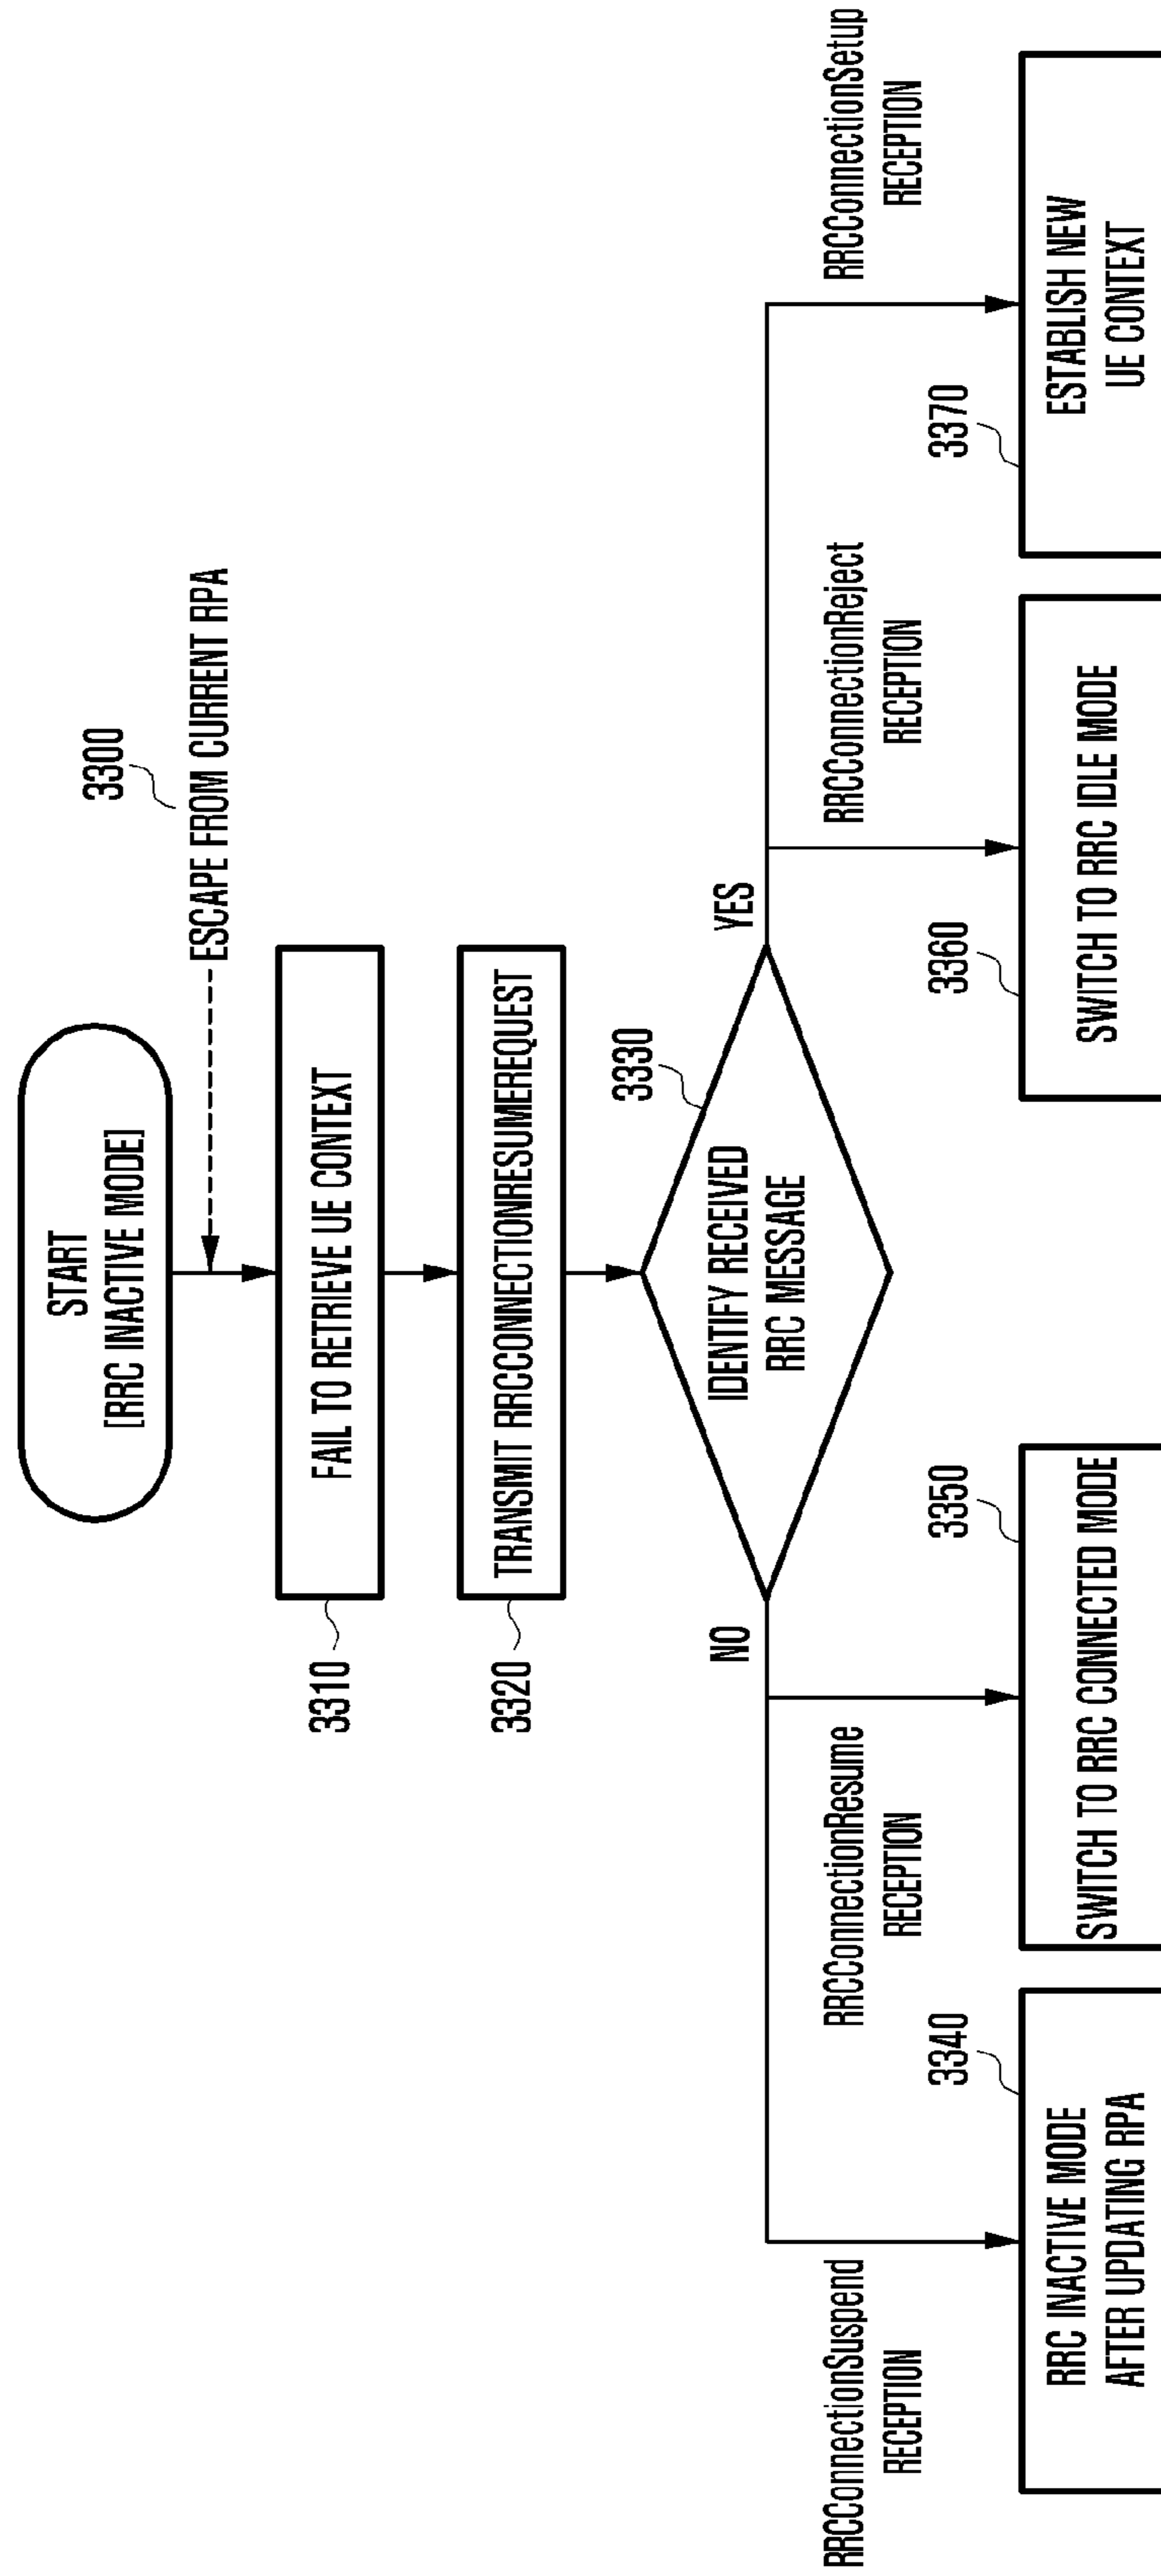 START
[RRC INACTIVE MODE]
3300
ESCAPE FROM CURRENT RPA
3310
FAIL TO RETRIEVE UE CONTEXT
3320
TRANSMIT RRCCONNECTIONRESUMEREQUEST
3330
IDENTIFY RECEIVED
RRC MESSAGE
NO
YES
RRCConnectionSuspend
RECEPTION
RRCConnectionResume
RECEPTION
RRCConnectionReject
RECEPTION
RRCConnectionSetup
RECEPTION
3340
RRC INACTIVE MODE
AFTER UPDATING RPA
3350
SWITCH TO RRC CONNECTED MODE
3360
SWITCH TO RRC IDLE MODE
3370
ESTABLISH NEW
UE CONTEXT